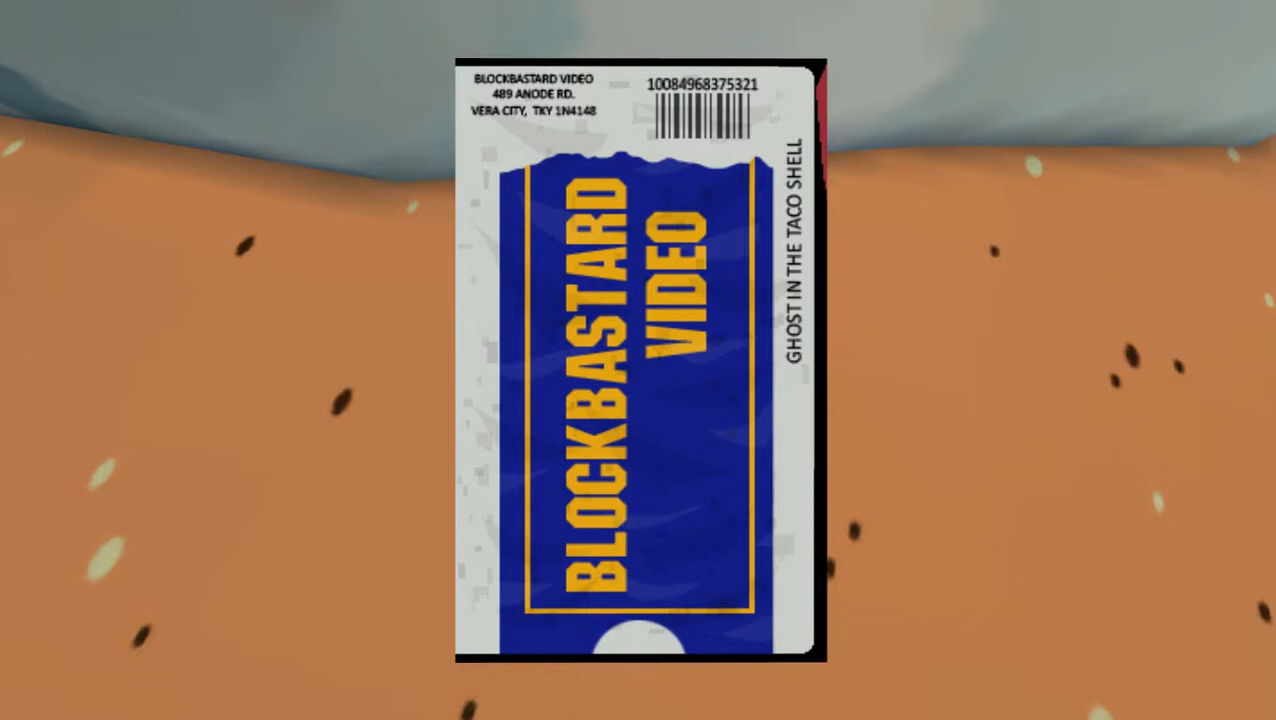 BLOCKBASTARD VIDEO
489 ANODE RD.
VERA CITY, TKY 1N4148
10084968375321
BLOCKBASTARD
VIDEO
GHOST IN THE TACO SHELL